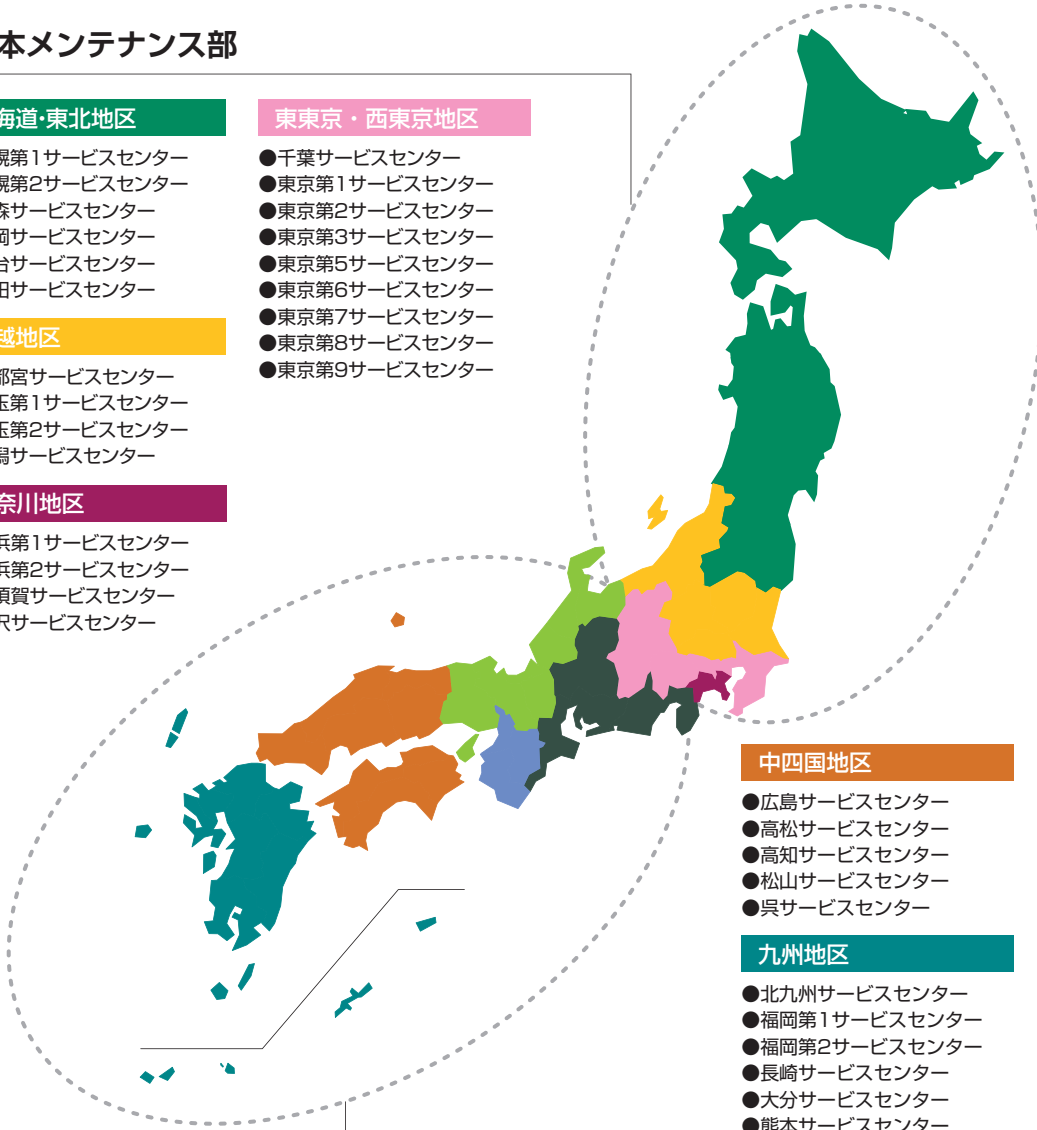 本メンテナンス部
海道・東北地区
幌第1サービスセンター
幌第2サービスセンター
森サービスセンター
岡サービスセンター
台サービスセンター
田サービスセンター
越地区
都宮サービスセンター
玉第1サービスセンター
玉第2サービスセンター
潟サービスセンター
奈川地区
浜第1サービスセンター
浜第2サービスセンター
須賀サービスセンター
沢サービスセンター
東東京・西東京地区
●千葉サービスセンター
●東京第1サービスセンター
●東京第2サービスセンター
●東京第3サービスセンター
●東京第5サービスセンター
●東京第6サービスセンター
●東京第7サービスセンター
●東京第8サービスセンター
●東京第9サービスセンター
中四国地区
●広島サービスセンター
●高松サービスセンター
●高知サービスセンター
●松山サービスセンター
●呉サービスセンター
九州地区
●北九州サービスセンター
●福岡第1サービスセンター
●福岡第2サービスセンター
●長崎サービスセンター
●大分サービスセンター
●熊本サービスセンター